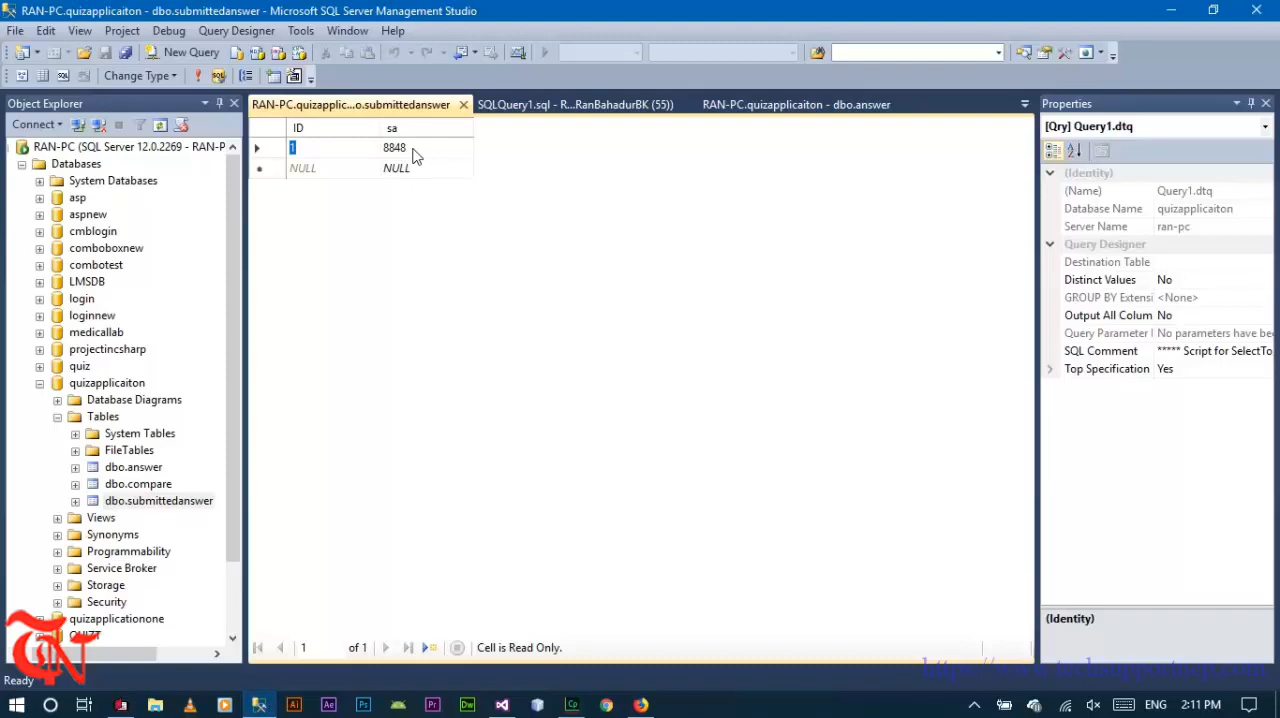 RAN-PC.quizapplicaiton - dbo.submittedanswer - Microsoft SQL Server Management Studio
File Edit View Project Debug Query Designer Tools Window Help
New Query
Change Type
Object Explorer
Connect
RAN-PC (SQL Server 12.0.2269 - RAN-P
Databases
System Databases
asp
aspnew
cmblogin
comboboxnew
combotest
LMSDB
login
loginnew
medicallab
projectincsharp
quiz
quizapplicaiton
Database Diagrams
Tables
System Tables
FileTables
dbo.answer
dbo.compare
dbo.submittedanswer
Views
Synonyms
Programmability
Service Broker
Storage
Security
quizapplicationone
QUIZT
RAN-PC.quizapplic...o.submittedanswer SQLQuery1.sql - R...RanBahadurBK (55)) RAN-PC.quizapplicaiton - dbo.answer
ID sa
1 8848
NULL NULL
1 of 1 Cell is Read Only.
Properties
[Qry] Query1.dtq
(Identity)
(Name) Query1.dtq
Database Name quizapplicaiton
Server Name ran-pc
Query Designer
Destination Table
Distinct Values No
GROUP BY Extensi <None>
Output All Colum No
Query Parameter No parameters have bee
SQL Comment ***** Script for SelectTo
Top Specification Yes
(Identity)
Ready
ENG 2:11 PM